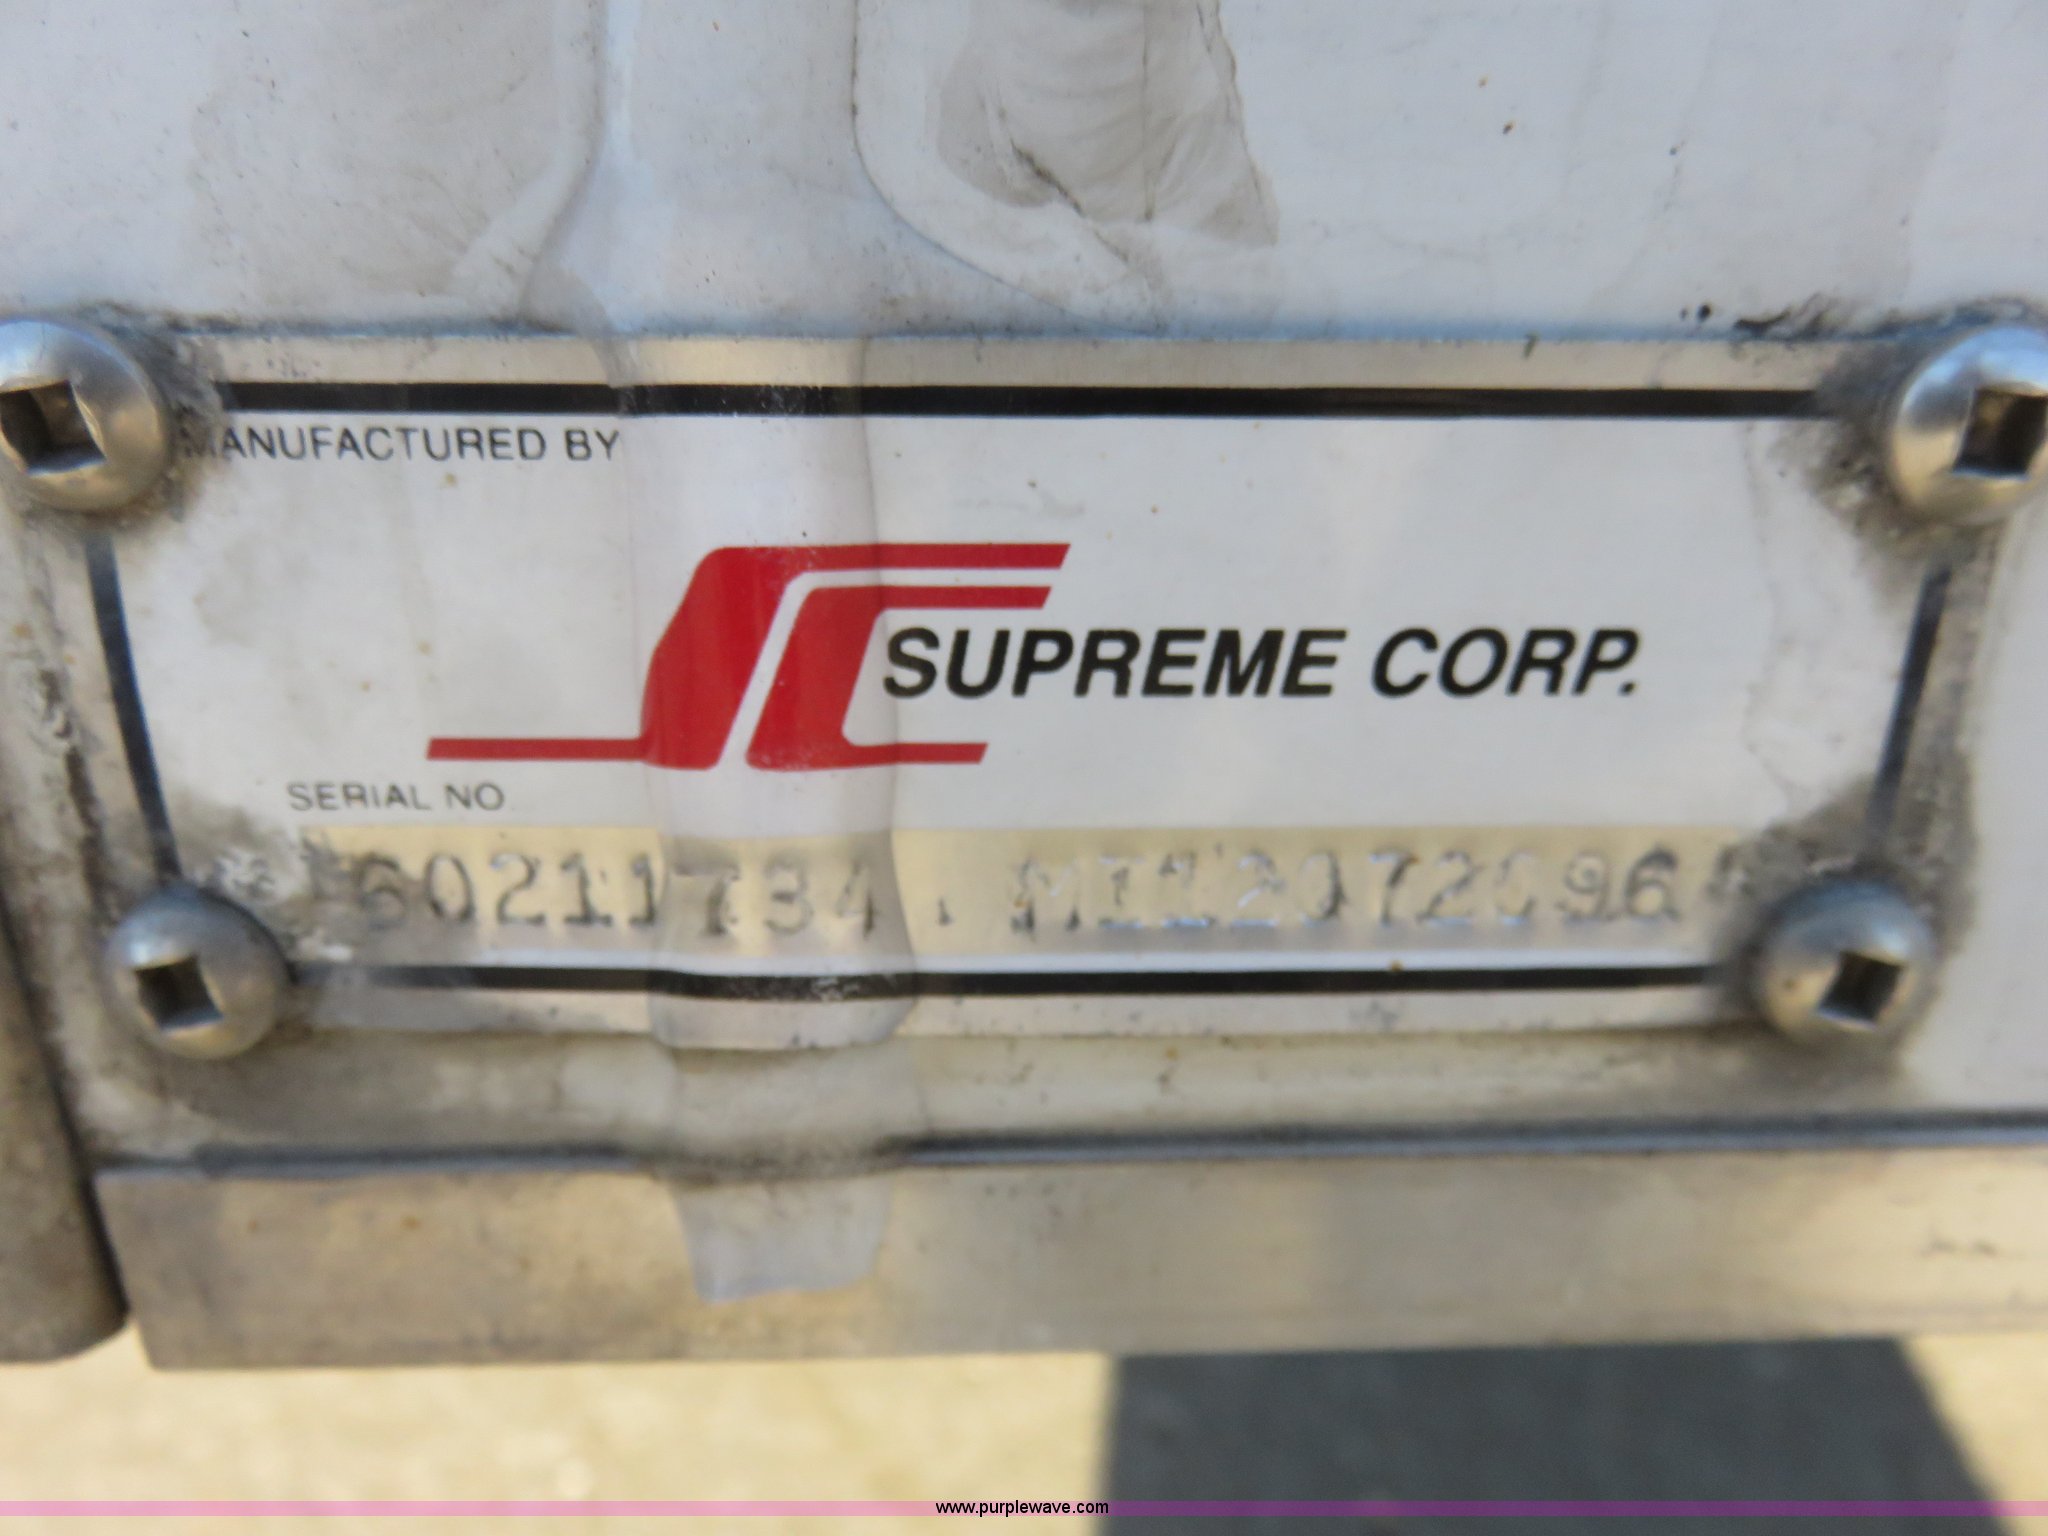 MANUFACTURED BY
SUPREME CORP.
SERIAL NO.
www.purplewave.com